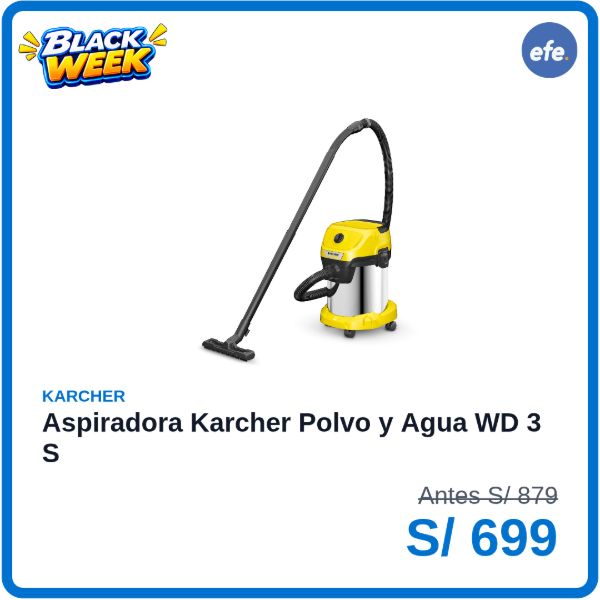 BLACK
WEEK
efe.
KARCHER
Aspiradora Karcher Polvo y Agua WD 3
S
Antes S/ 879
S/ 699